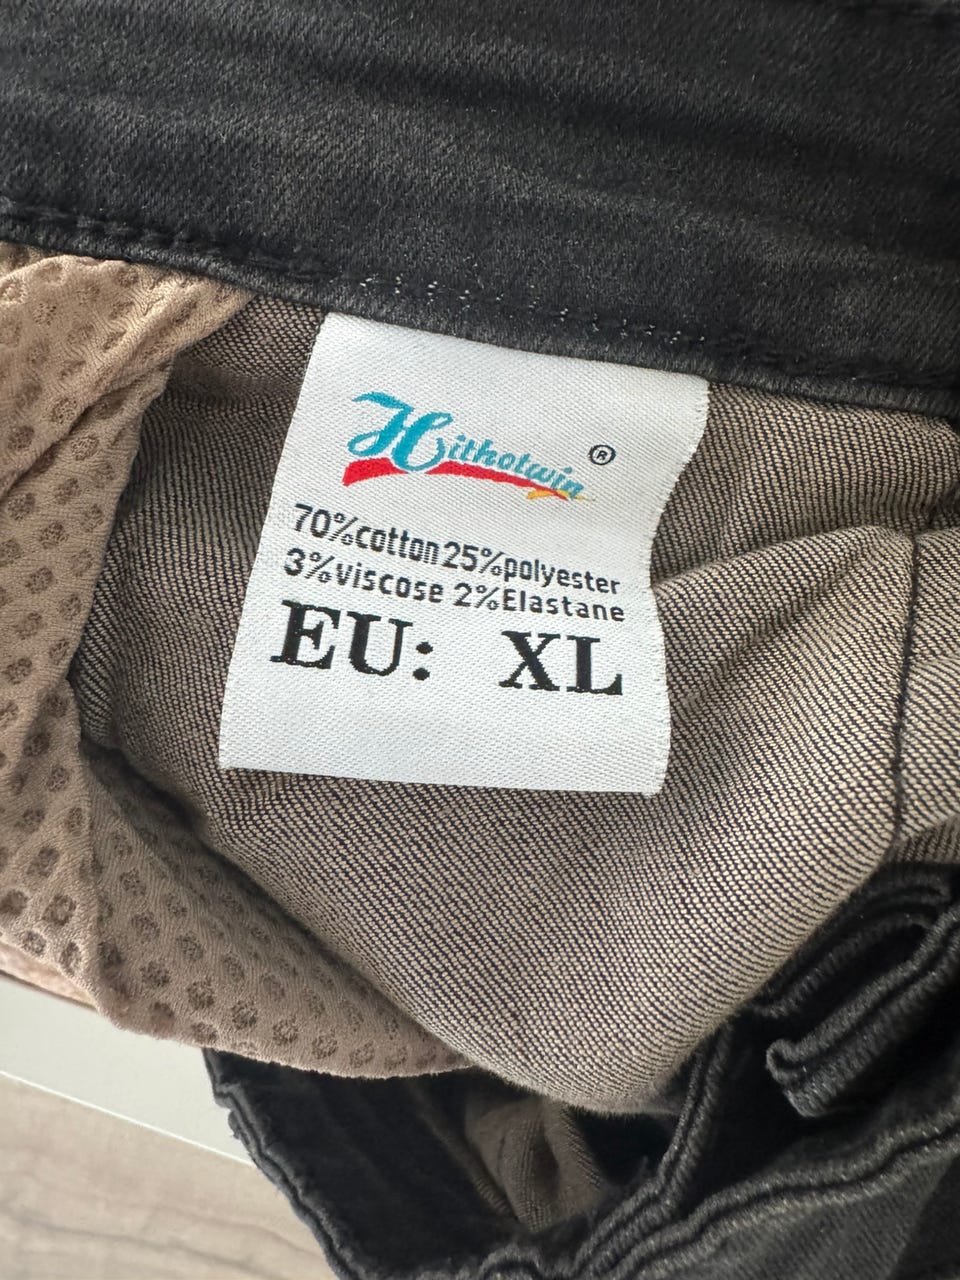 Hithotwin ®
70%cotton 25%polyester
3%viscose 2%Elastane
EU: XL